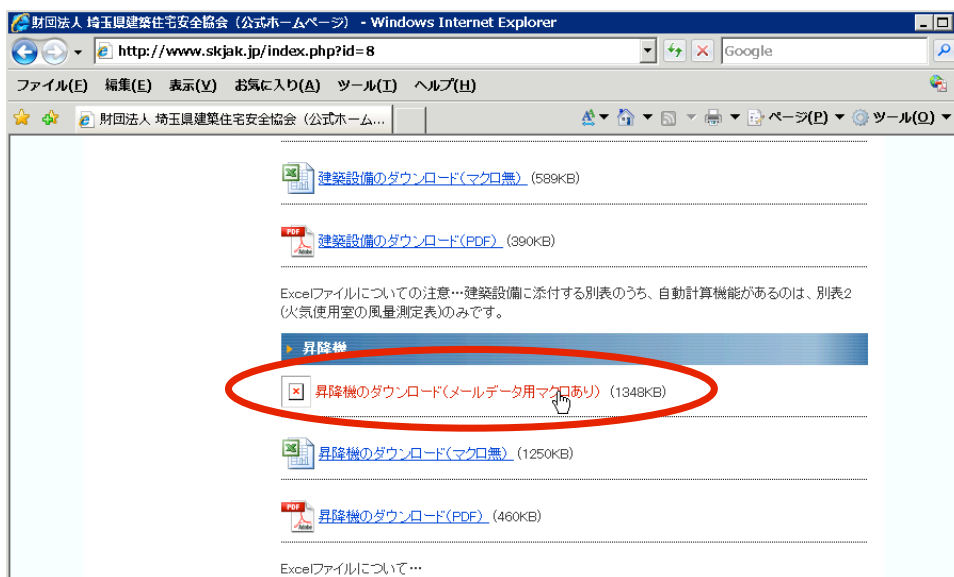 財団法人 埼玉県建築住宅安全協会（公式ホームページ） - Windows Internet Explorer
http://www.skjak.jp/index.php?id=8
Google
ファイル(F) 編集(E) 表示(V) お気に入り(A) ツール(T) ヘルプ(H)
財団法人 埼玉県建築住宅安全協会（公式ホーム...
ページ(P) ツール(O)
建築設備のダウンロード(マクロ無) (589KB)
PDF Adobe
建築設備のダウンロード(PDF) (390KB)
Excelファイルについての注意…建築設備に添付する別表のうち、自動計算機能があるのは、別表2
(火気使用室の風量測定表)のみです。
昇降機
昇降機のダウンロード(メールデータ用マクロあり) (1348KB)
昇降機のダウンロード(マクロ無) (1250KB)
PDF Adobe
昇降機のダウンロード(PDF) (460KB)
Excelファイルについて…